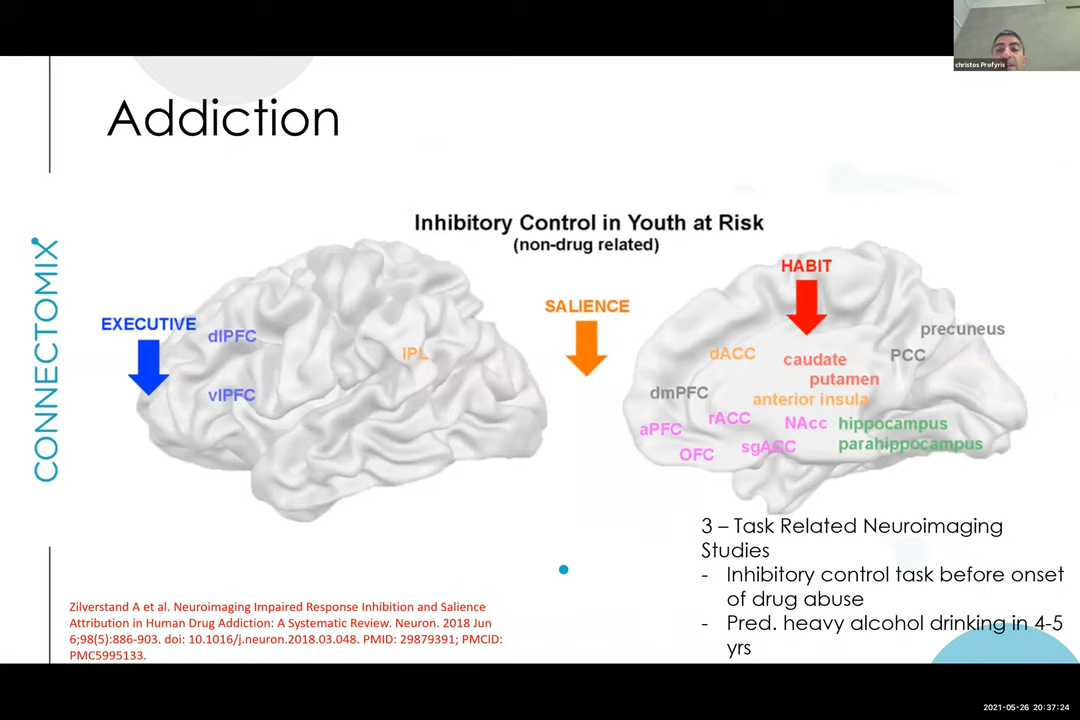 christos Profyris
Addiction
CONNECTOMIX
Inhibitory Control in Youth at Risk
(non-drug related)
EXECUTIVE
dlPFC
vlPFC
IPL
SALIENCE
HABIT
precuneus
PCC
dACC
caudate
putamen
dmPFC
anterior insula
rACC
NAcc
hippocampus
aPFC
sgACC
parahippocampus
OFC
3 – Task Related Neuroimaging
Studies
- Inhibitory control task before onset
of drug abuse
- Pred. heavy alcohol drinking in 4-5
yrs
Zilverstand A et al. Neuroimaging Impaired Response Inhibition and Salience
Attribution in Human Drug Addiction: A Systematic Review. Neuron. 2018 Jun
6;98(5):886-903. doi: 10.1016/j.neuron.2018.03.048. PMID: 29879391; PMCID:
PMC5995133.
2021-05-26 20:37:24